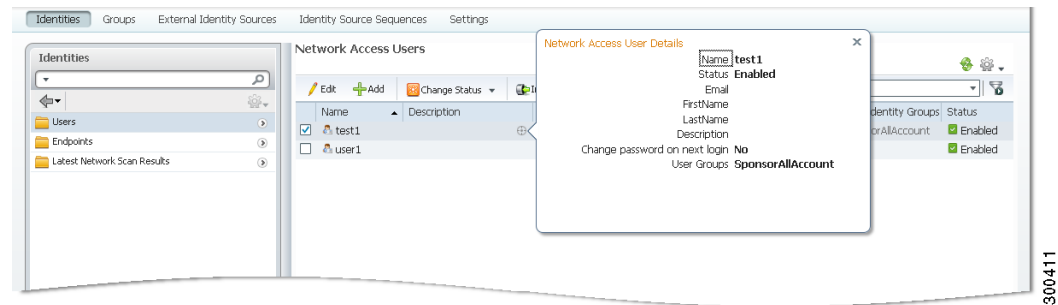 Identities Groups External Identity Sources Identity Source Sequences Settings
Identities
Users
Endpoints
Latest Network Scan Results
Network Access Users
Edit Add Change Status
Name Description
test1
user1
Network Access User Details
Name test1
Status Enabled
Email
FirstName
LastName
Description
Change password on next login No
User Groups SponsorAllAccount
dentity Groups Status
orAllAccount Enabled
Enabled
300411